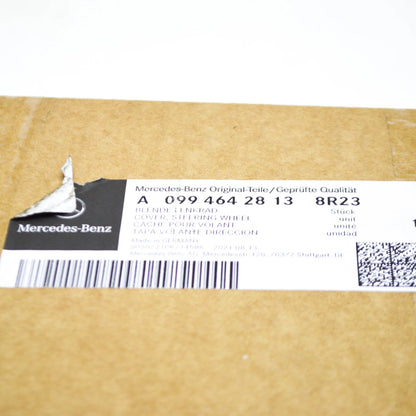 Mercedes-Benz Original-Teile/Geprüfte Qualität
A 099 464 28 13 8R23
BLENDE LENKRAD Stück
COVER, STEERING WHEEL unit
CACHE POUR VOLANT unité
TAPA VOLANTE DIRECCION unidad
Made in GERMANY
Mercedes-Benz